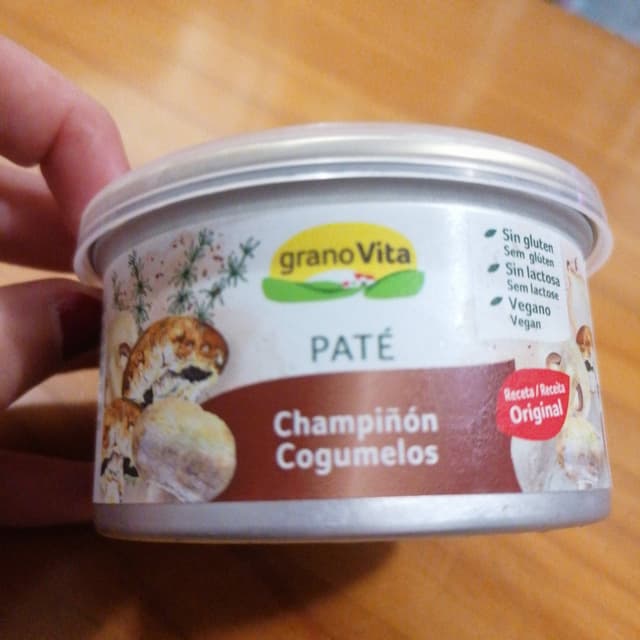 granoVita
PATÉ
Champiñón
Cogumelos
Sin gluten
Sem glúten
Sin lactosa
Sem lactose
Vegano
Vegan
Receta / Receita
Original